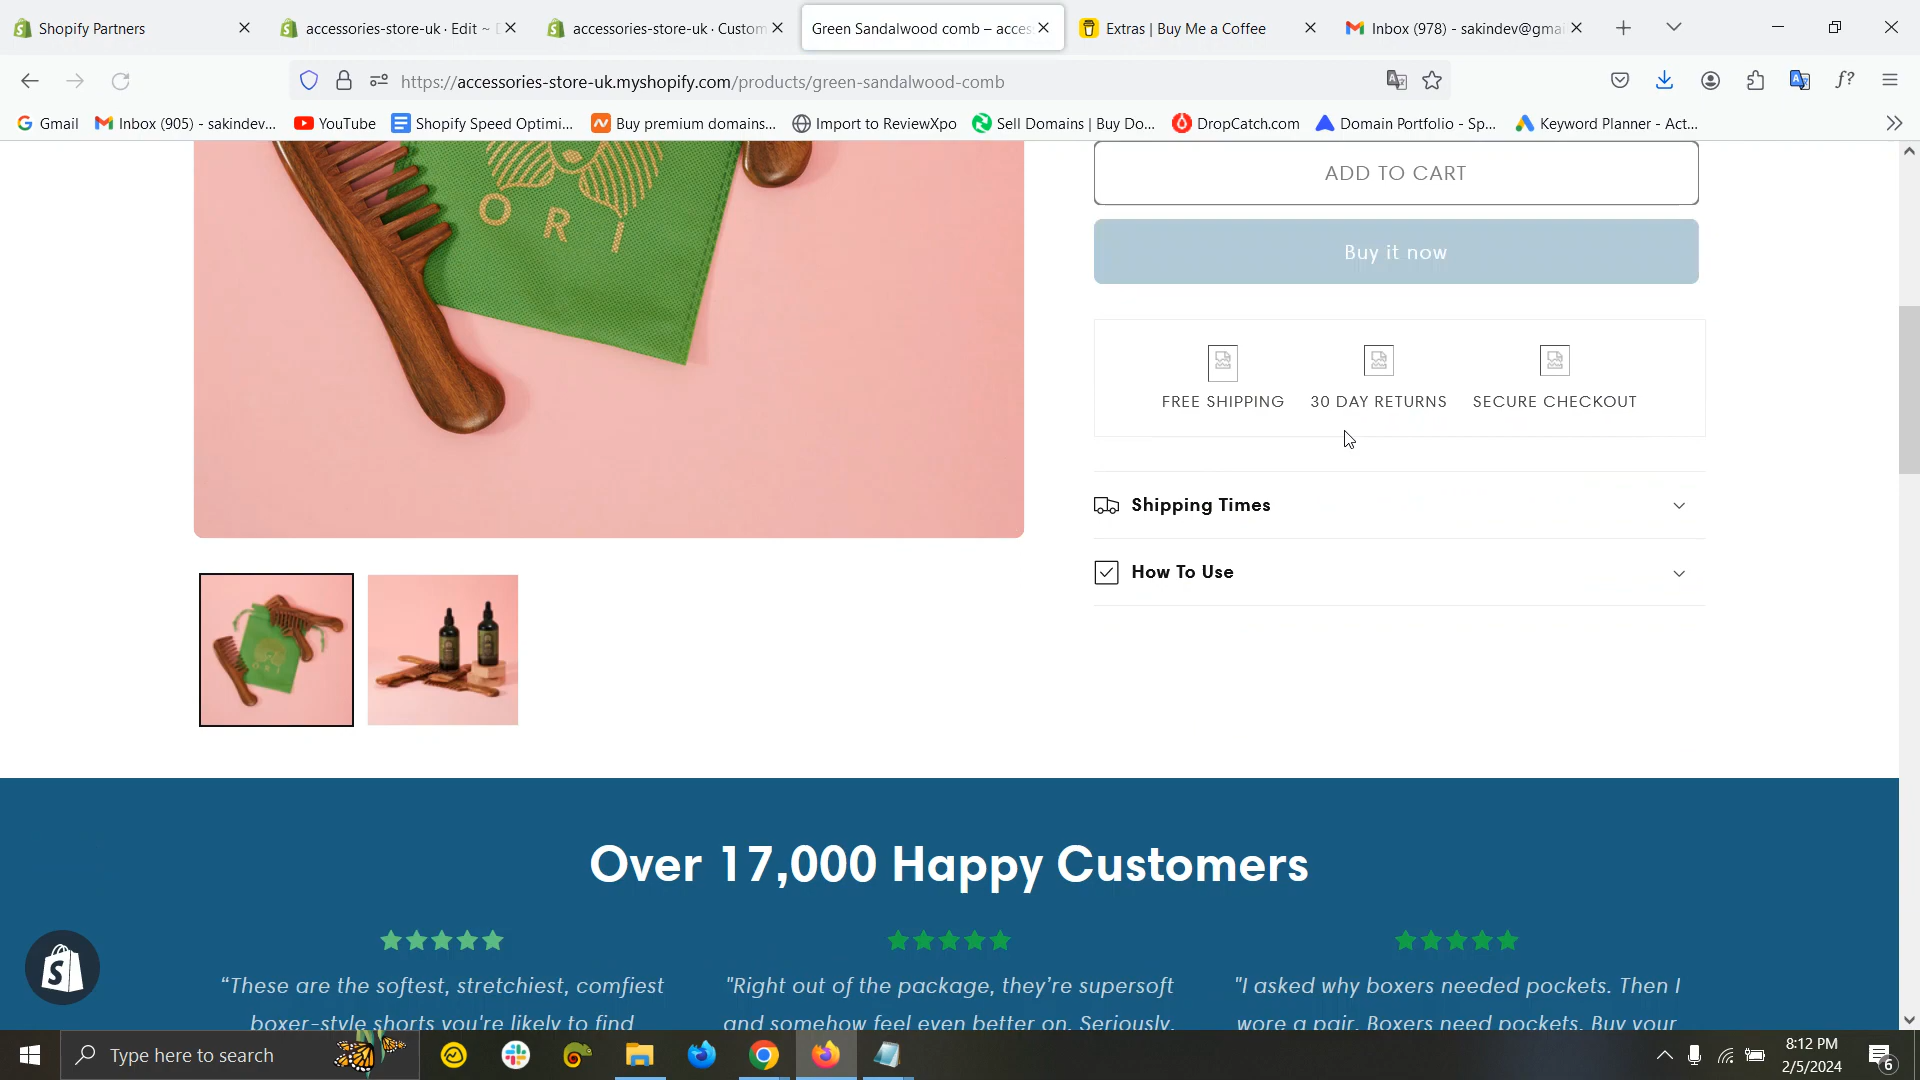 Shopify Partners
accessories-store-uk · Edit ~ D
accessories-store-uk · Custom
Green Sandalwood comb – acces
Extras | Buy Me a Coffee
Inbox (978) - sakindev@gmai
https://accessories-store-uk.myshopify.com/products/green-sandalwood-comb
Gmail
Inbox (905) - sakindev...
YouTube
Shopify Speed Optimi...
Buy premium domains...
Import to ReviewXpo
Sell Domains | Buy Do...
DropCatch.com
Domain Portfolio - Sp...
Keyword Planner - Act...
ORI
ADD TO CART
Buy it now
FREE SHIPPING
30 DAY RETURNS
SECURE CHECKOUT
Shipping Times
How To Use
Over 17,000 Happy Customers
“These are the softest, stretchiest, comfiest
boxer-style shorts you're likely to find
"Right out of the package, they’re supersoft
and somehow feel even better on. Seriously,
"I asked why boxers needed pockets. Then I
wore a pair. Boxers need pockets. Buy your
Type here to search
8:12 PM
2/5/2024
6